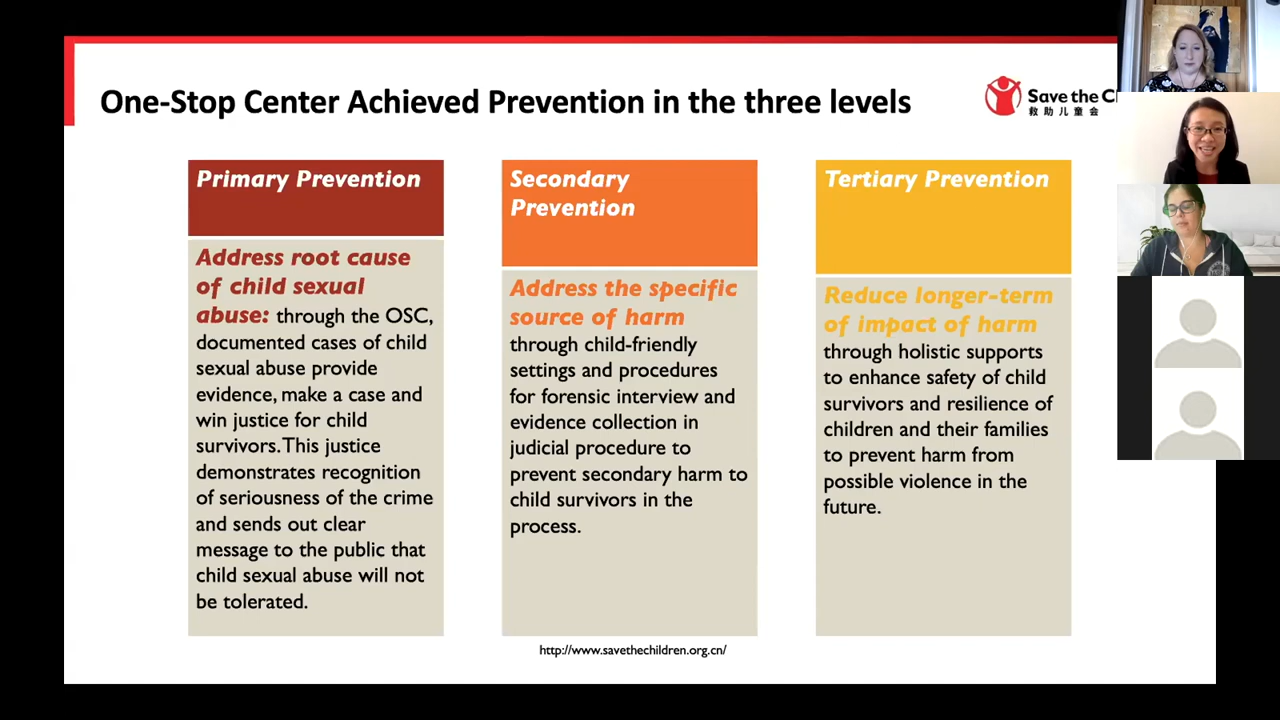 One-Stop Center Achieved Prevention in the three levels
Save the C
救助儿童会
Primary Prevention
Address root cause
of child sexual
abuse: through the OSC,
documented cases of child
sexual abuse provide
evidence, make a case and
win justice for child
survivors. This justice
demonstrates recognition
of seriousness of the crime
and sends out clear
message to the public that
child sexual abuse will not
be tolerated.
Secondary
Prevention
Address the specific
source of harm
through child-friendly
settings and procedures
for forensic interview and
evidence collection in
judicial procedure to
prevent secondary harm to
child survivors in the
process.
Tertiary Prevention
Reduce longer-term
of impact of harm
through holistic supports
to enhance safety of child
survivors and resilience of
children and their families
to prevent harm from
possible violence in the
future.
http://www.savethechildren.org.cn/